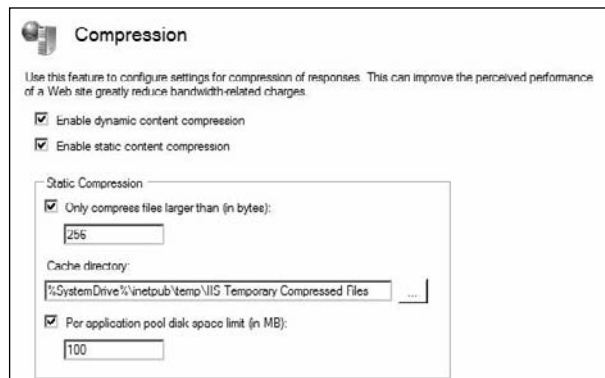 Compression
Use this feature to configure settings for compression of responses. This can improve the perceived performance
of a Web site greatly reduce bandwidth-related charges.
Enable dynamic content compression
Enable static content compression
Static Compression
Only compress files larger than (in bytes):
256
Cache directory:
%SystemDrive%\inetpub\temp\IIS Temporary Compressed Files
...
Per application pool disk space limit (in MB):
100